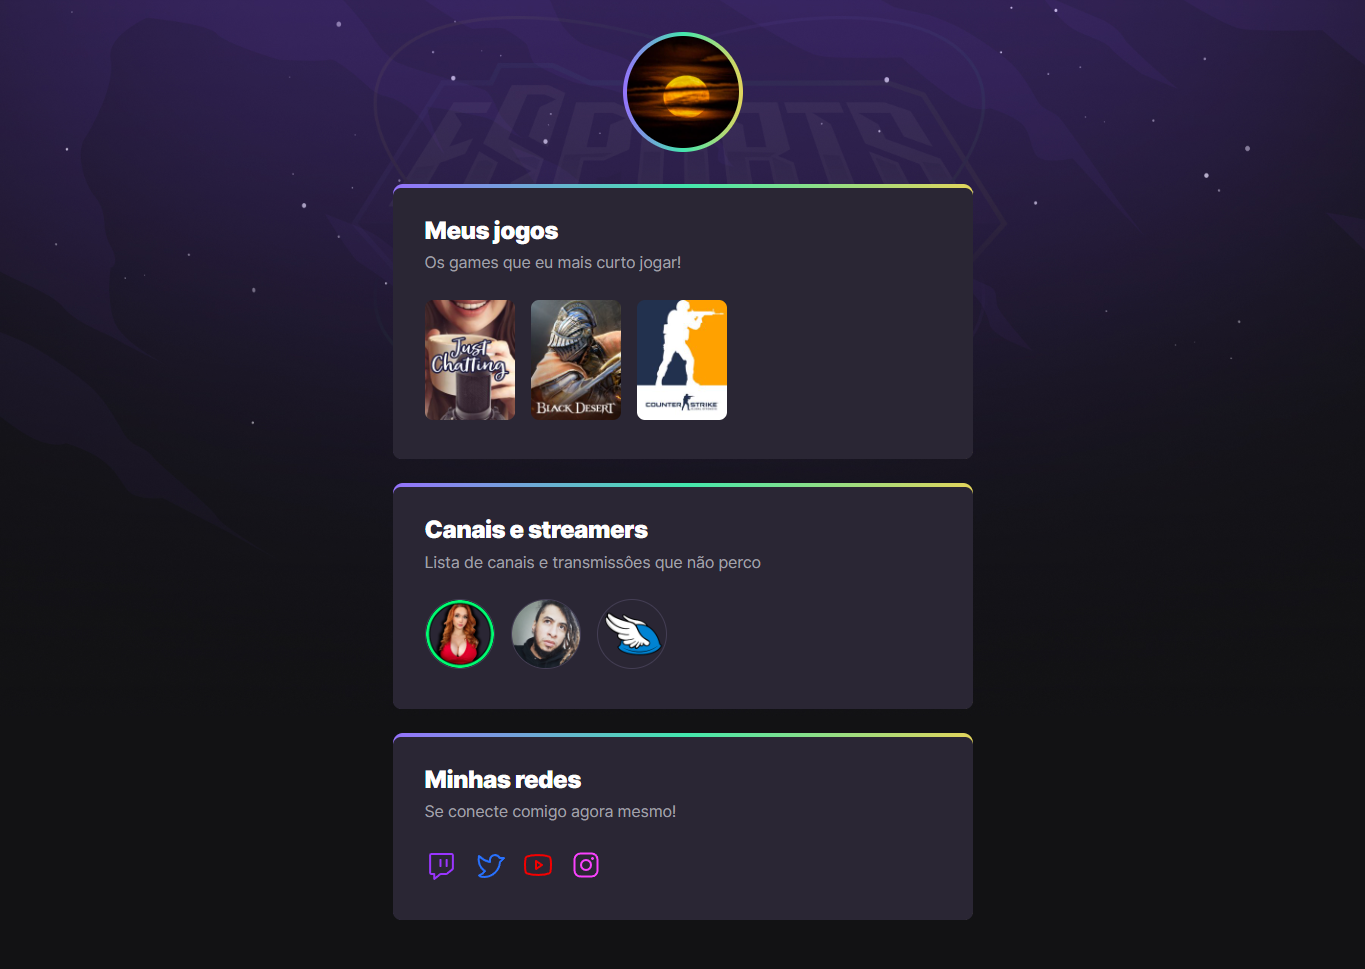 ESPORTS
Meus jogos
Os games que eu mais curto jogar!
Just
Chatting
BLACK DESERT
COUNTER STRIKE
Canais e streamers
Lista de canais e transmissôes que não perco
Minhas redes
Se conecte comigo agora mesmo!